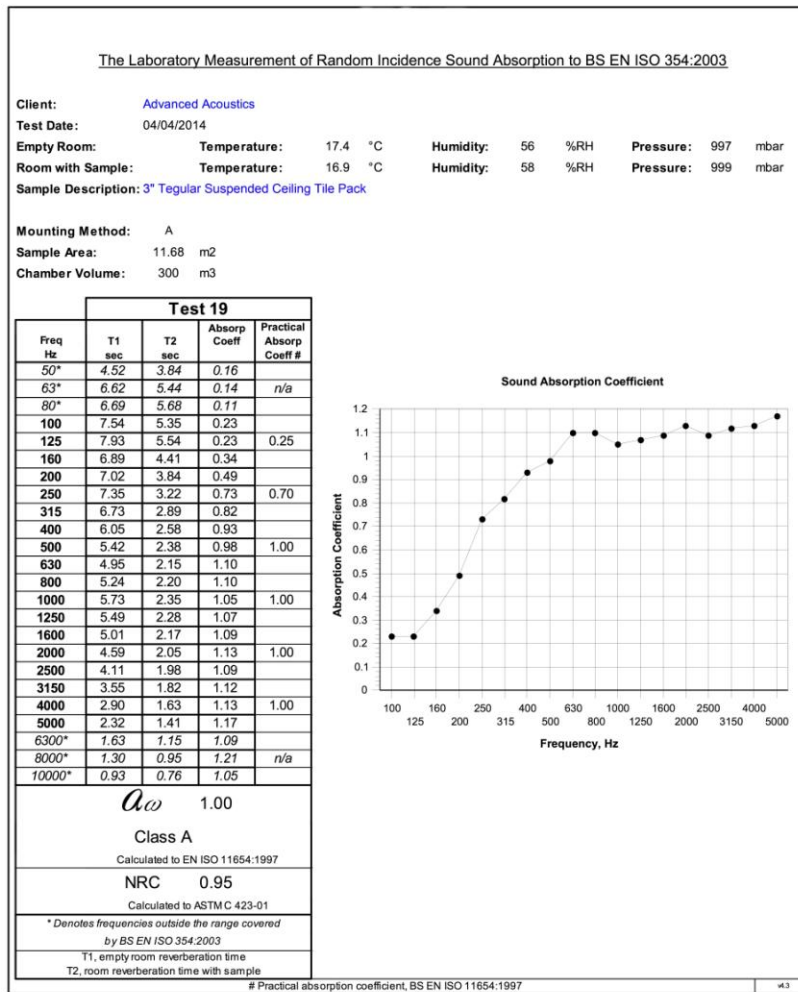 The Laboratory Measurement of Random Incidence Sound Absorption to BS EN ISO 354:2003
Client: Advanced Acoustics
Test Date: 04/04/2014
Empty Room: Temperature: 17.4 °C Humidity: 56 %RH Pressure: 997 mbar
Room with Sample: Temperature: 16.9 °C Humidity: 58 %RH Pressure: 999 mbar
Sample Description: 3" Tegular Suspended Ceiling Tile Pack
Mounting Method: A
Sample Area: 11.68 m2
Chamber Volume: 300 m3
Test 19
Freq Hz T1 sec T2 sec Absorp Coeff Practical Absorp Coeff #
50* 4.52 3.84 0.16
63* 6.62 5.44 0.14 n/a
80* 6.69 5.68 0.11
100 7.54 5.35 0.23
125 7.93 5.54 0.23 0.25
160 6.89 4.41 0.34
200 7.02 3.84 0.49
250 7.35 3.22 0.73 0.70
315 6.73 2.89 0.82
400 6.05 2.58 0.93
500 5.42 2.38 0.98 1.00
630 4.95 2.15 1.10
800 5.24 2.20 1.10
1000 5.73 2.35 1.05 1.00
1250 5.49 2.28 1.07
1600 5.01 2.17 1.09
2000 4.59 2.05 1.13 1.00
2500 4.11 1.98 1.09
3150 3.55 1.82 1.12
4000 2.90 1.63 1.13 1.00
5000 2.32 1.41 1.17
6300* 1.63 1.15 1.09
8000* 1.30 0.95 1.21 n/a
10000* 0.93 0.76 1.05
aω 1.00
Class A
Calculated to EN ISO 11654:1997
NRC 0.95
Calculated to ASTM C 423-01
* Denotes frequencies outside the range covered
by BS EN ISO 354:2003
T1, empty room reverberation time
T2, room reverberation time with sample
Sound Absorption Coefficient
Absorption Coefficient
1.2
1.1
1
0.9
0.8
0.7
0.6
0.5
0.4
0.3
0.2
0.1
0
100 160 250 400 630 1000 1600 2500 4000
125 200 315 500 800 1250 2000 3150 5000
Frequency, Hz
# Practical absorption coefficient, BS EN ISO 11654:1997
v4.3